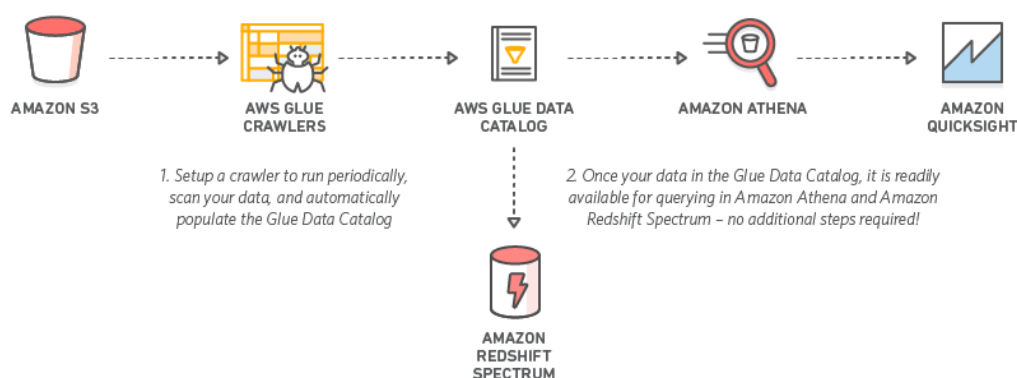 AMAZON S3
AWS GLUE
CRAWLERS
AWS GLUE DATA
CATALOG
AMAZON ATHENA
AMAZON
QUICKSIGHT
1. Setup a crawler to run periodically,
scan your data, and automatically
populate the Glue Data Catalog
2. Once your data in the Glue Data Catalog, it is readily
available for querying in Amazon Athena and Amazon
Redshift Spectrum – no additional steps required!
AMAZON
REDSHIFT
SPECTRUM